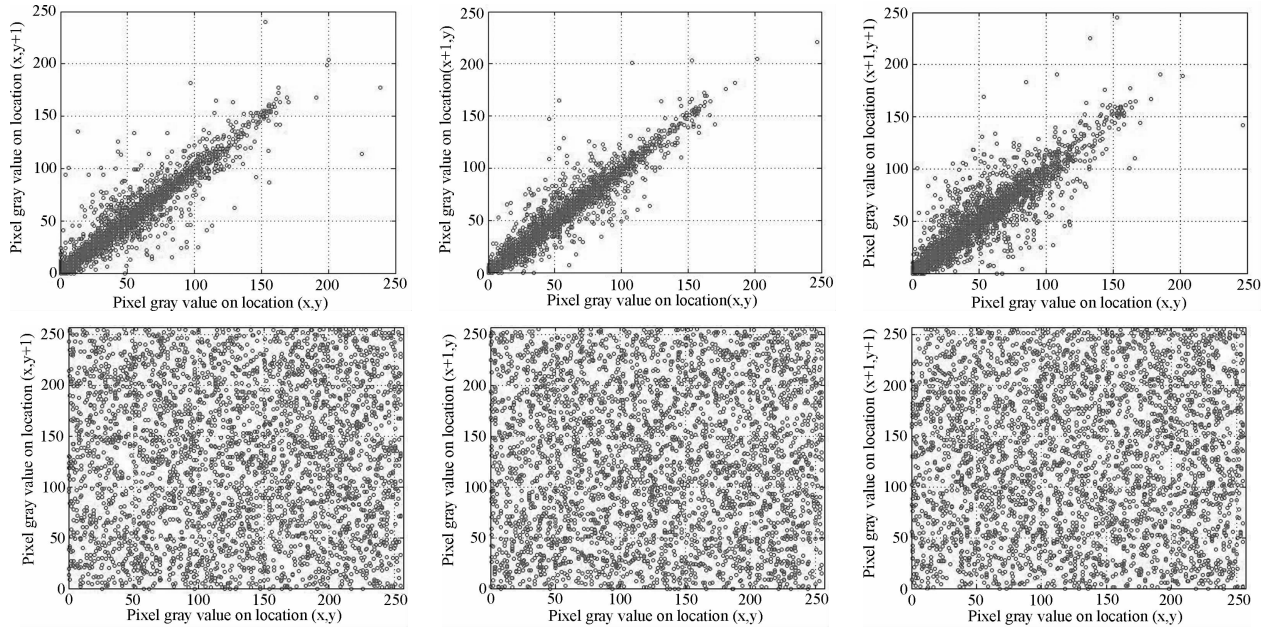 250
200
150
100
50
0
Pixel gray value on location (x,y+1)
0 50 100 150 200 250
Pixel gray value on location (x,y)
250
200
150
100
50
0
Pixel gray value on location(x+1,y)
0 50 100 150 200 250
Pixel gray value on location(x,y)
250
200
150
100
50
0
Pixel gray value on location (x+1,y+1)
0 50 100 150 200 250
Pixel gray value on location (x,y)
250
200
150
100
50
0
Pixel gray value on location (x,y+1)
0 50 100 150 200 250
Pixel gray value on location (x,y)
250
200
150
100
50
0
Pixel gray value on location (x+1,y)
0 50 100 150 200 250
Pixel gray value on location (x,y)
250
200
150
100
50
0
Pixel gray value on location (x+1,y+1)
0 50 100 150 200 250
Pixel gray value on location (x,y)